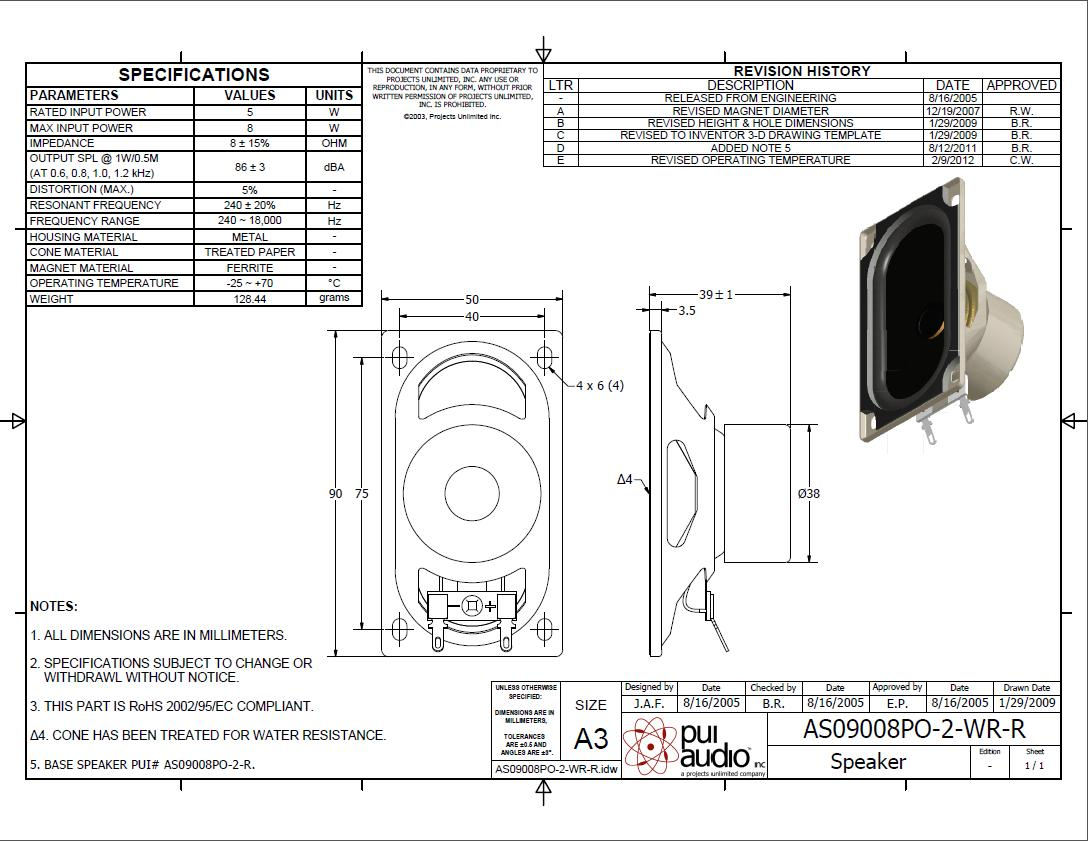 SPECIFICATIONS
PARAMETERS VALUES UNITS
RATED INPUT POWER 5 W
MAX INPUT POWER 8 W
IMPEDANCE 8 ± 15% OHM
OUTPUT SPL @ 1W/0.5M
(AT 0.6, 0.8, 1.0, 1.2 kHz) 86 ± 3 dBA
DISTORTION (MAX.) 5% -
RESONANT FREQUENCY 240 ± 20% Hz
FREQUENCY RANGE 240 ~ 18,000 Hz
HOUSING MATERIAL METAL -
CONE MATERIAL TREATED PAPER -
MAGNET MATERIAL FERRITE -
OPERATING TEMPERATURE -25 ~ +70 °C
WEIGHT 128.44 grams
THIS DOCUMENT CONTAINS DATA PROPRIETARY TO
PROJECTS UNLIMITED, INC. ANY USE OR
REPRODUCTION, IN ANY FORM, WITHOUT PRIOR
WRITTEN PERMISSION OF PROJECTS UNLIMITED,
INC. IS PROHIBITED.
©2003, Projects Unlimited Inc.
REVISION HISTORY
LTR DESCRIPTION DATE APPROVED
- RELEASED FROM ENGINEERING 8/16/2005
A REVISED MAGNET DIAMETER 12/19/2007 R.W.
B REVISED HEIGHT & HOLE DIMENSIONS 1/29/2009 B.R.
C REVISED TO INVENTOR 3-D DRAWING TEMPLATE 1/29/2009 B.R.
D ADDED NOTE 5 8/12/2011 B.R.
E REVISED OPERATING TEMPERATURE 2/9/2012 C.W.
50
40
39 ± 1
3.5
4 x 6 (4)
90 75
Δ4
Ø38
- +
NOTES:
1. ALL DIMENSIONS ARE IN MILLIMETERS.
2. SPECIFICATIONS SUBJECT TO CHANGE OR
WITHDRAWL WITHOUT NOTICE.
3. THIS PART IS RoHS 2002/95/EC COMPLIANT.
Δ4. CONE HAS BEEN TREATED FOR WATER RESISTANCE.
5. BASE SPEAKER PUI# AS09008PO-2-R.
UNLESS OTHERWISE
SPECIFIED:
DIMENSIONS ARE IN
MILLIMETERS,
TOLERANCES
ARE ±0.5 AND
ANGLES ARE ±3°.
SIZE
A3
AS09008PO-2-WR-R.idw
Designed by Date Checked by Date Approved by Date Drawn Date
J.A.F. 8/16/2005 B.R. 8/16/2005 E.P. 8/16/2005 1/29/2009
pui
audio™ inc
a projects unlimited company
AS09008PO-2-WR-R
Speaker
Edition
-
Sheet
1 / 1